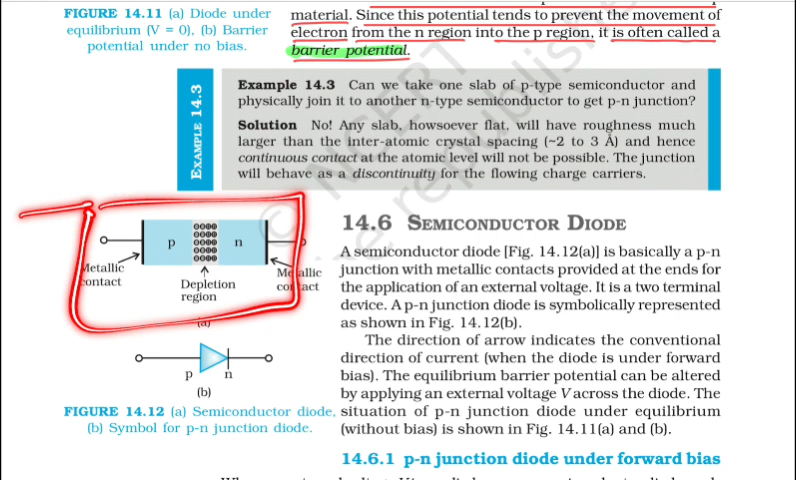 FIGURE 14.11 (a) Diode under
equilibrium (V = 0), (b) Barrier
potential under no bias.
material. Since this potential tends to prevent the movement of
electron from the n region into the p region, it is often called a
barrier potential.
EXAMPLE 14.3
Example 14.3 Can we take one slab of p-type semiconductor and
physically join it to another n-type semiconductor to get p-n junction?
Solution No! Any slab, howsoever flat, will have roughness much
larger than the inter-atomic crystal spacing (~2 to 3 Å) and hence
continuous contact at the atomic level will not be possible. The junction
will behave as a discontinuity for the flowing charge carriers.
p
n
Metallic
contact
Depletion
region
Metallic
contact
(a)
p
n
(b)
FIGURE 14.12 (a) Semiconductor diode,
(b) Symbol for p-n junction diode.
14.6 SEMICONDUCTOR DIODE
A semiconductor diode [Fig. 14.12(a)] is basically a p-n
junction with metallic contacts provided at the ends for
the application of an external voltage. It is a two terminal
device. A p-n junction diode is symbolically represented
as shown in Fig. 14.12(b).
The direction of arrow indicates the conventional
direction of current (when the diode is under forward
bias). The equilibrium barrier potential can be altered
by applying an external voltage V across the diode. The
situation of p-n junction diode under equilibrium
(without bias) is shown in Fig. 14.11(a) and (b).
14.6.1 p-n junction diode under forward bias
© NCERT